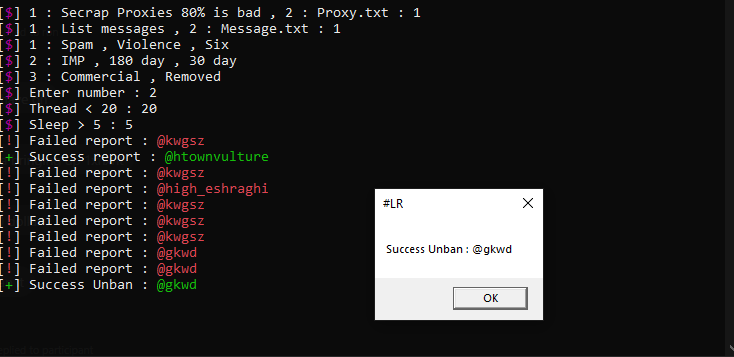 [$] 1 : Secrap Proxies 80% is bad , 2 : Proxy.txt : 1
[$] 1 : List messages , 2 : Message.txt : 1
[$] 1 : Spam , Violence , Six
[$] 2 : IMP , 180 day , 30 day
[$] 3 : Commercial , Removed
[$] Enter number : 2
[$] Thread < 20 : 20
[$] Sleep > 5 : 5
[!] Failed report : @kwgsz
[+] Success report : @htownvulture
[!] Failed report : @kwgsz
[!] Failed report : @high_eshraghi
[!] Failed report : @kwgsz
[!] Failed report : @kwgsz
[!] Failed report : @kwgsz
[!] Failed report : @gkwd
[!] Failed report : @gkwd
[+] Success Unban : @gkwd
#LR
Success Unban : @gkwd
OK